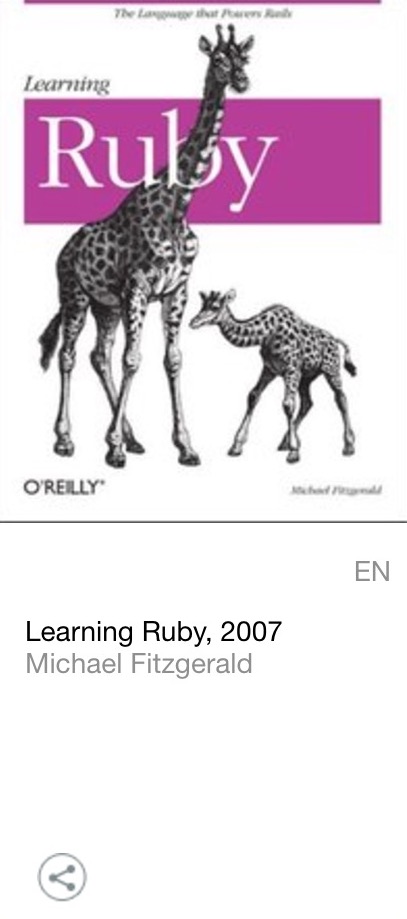 The Language that Powers Rails
Learning
Ruby
O'REILLY®
Michael Fitzgerald
EN
Learning Ruby, 2007
Michael Fitzgerald